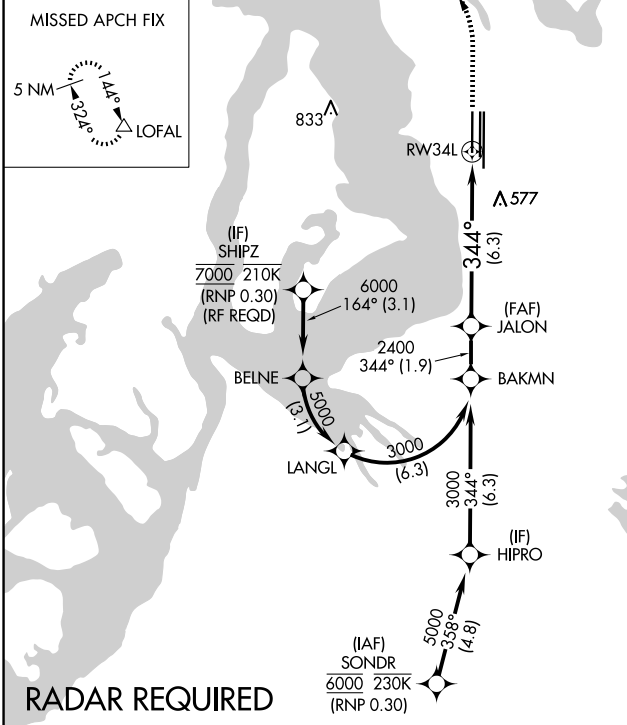 MISSED APCH FIX
5 NM
144°
324°
LOFAL
833
RW34L
577
344°
(6.3)
(IF)
SHIPZ
7000 210K
(RNP 0.30)
(RF REQD)
6000
164° (3.1)
(FAF)
JALON
2400
344° (1.9)
BELNE
BAKMN
5000
(3.1)
LANGL
3000
(6.3)
3000
344°
(6.3)
(IF)
HIPRO
5000
358°
(4.8)
(IAF)
SONDR
6000 230K
(RNP 0.30)
RADAR REQUIRED